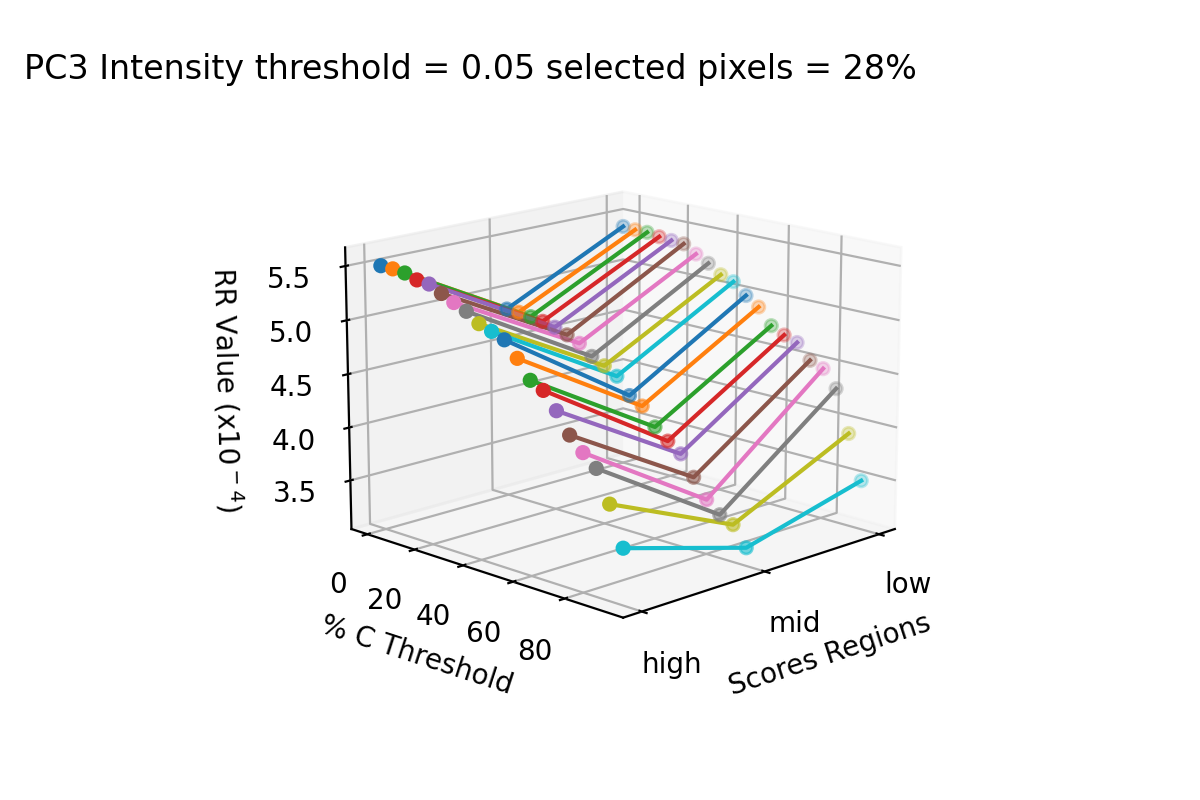 PC3 Intensity threshold = 0.05 selected pixels = 28%
RR Value (x10⁻⁴)
5.5
5.0
4.5
4.0
3.5
0
20
40
60
80
% C Threshold
high
mid
low
Scores Regions